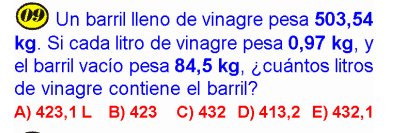 09 Un barril lleno de vinagre pesa 503,54
kg. Si cada litro de vinagre pesa 0,97 kg, y
el barril vacío pesa 84,5 kg, ¿cuántos litros
de vinagre contiene el barril?
A) 423,1 L B) 423 C) 432 D) 413,2 E) 432,1